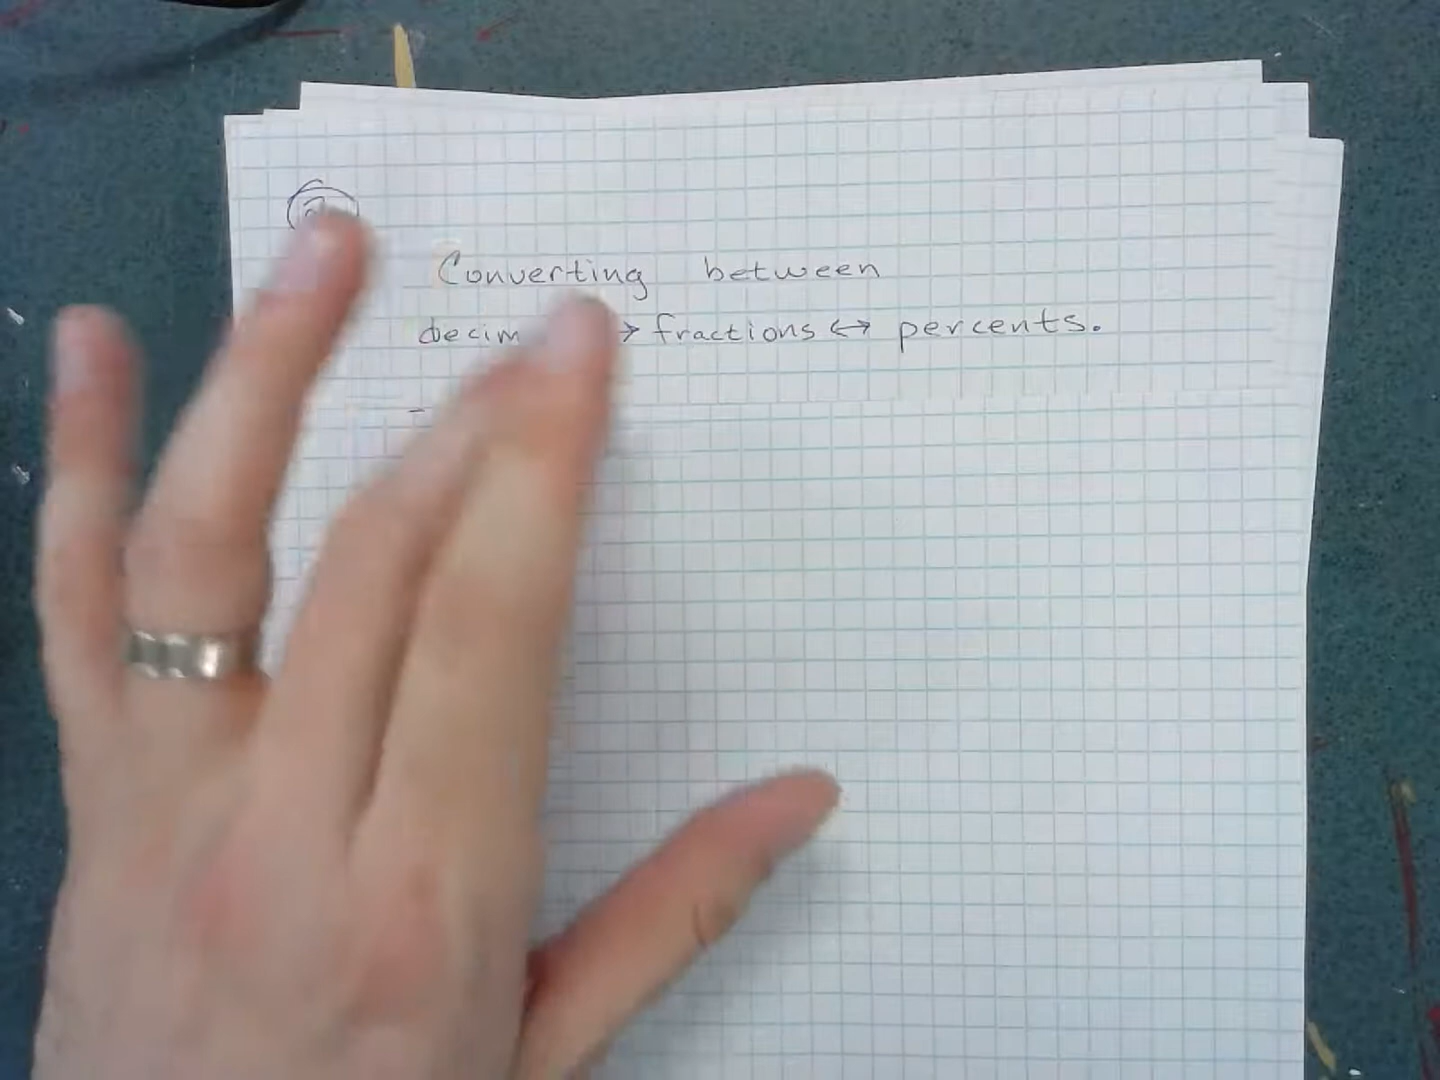 Converting between
decim → fractions ↔ percents.
-